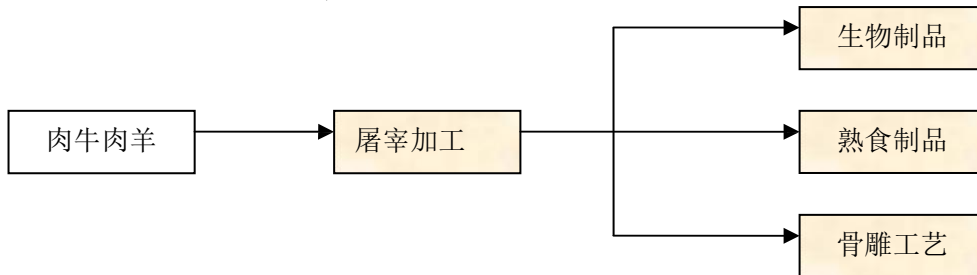 生物制品
肉牛肉羊
屠宰加工
熟食制品
骨雕工艺